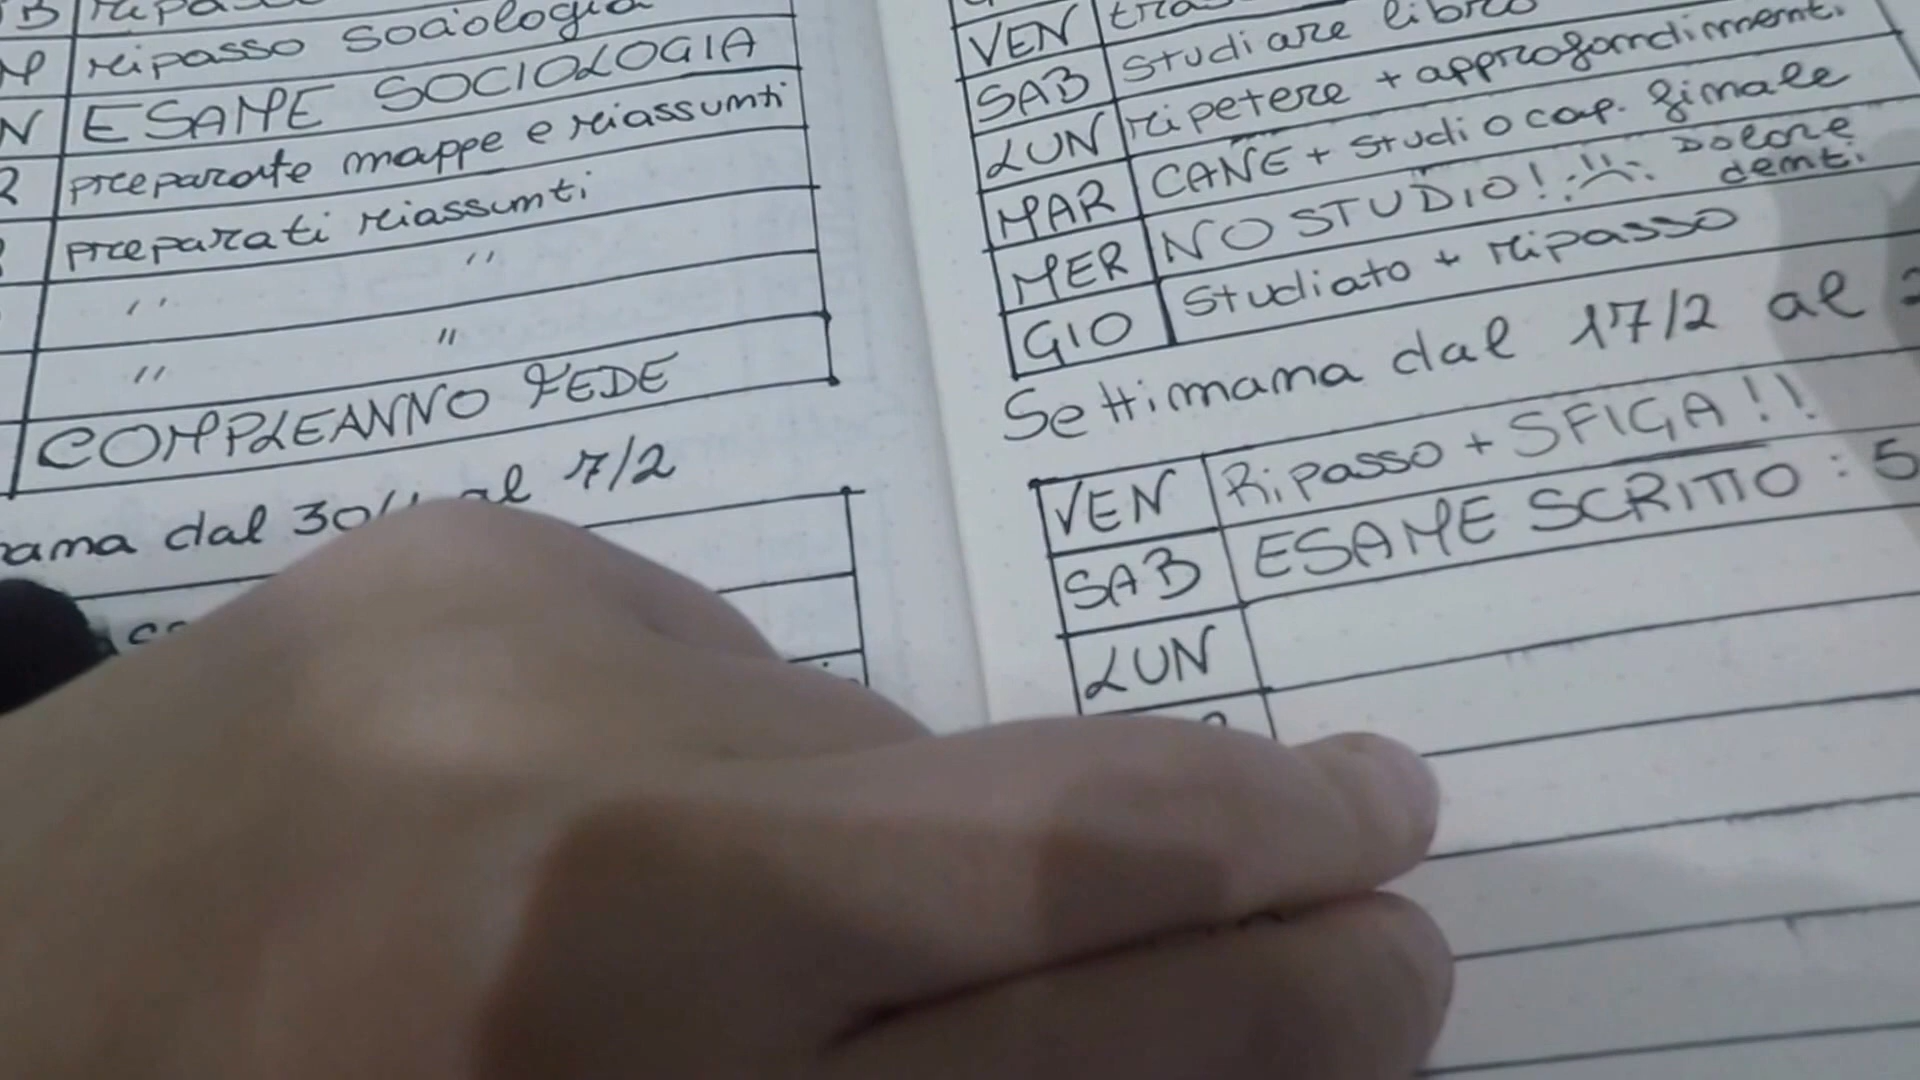 ripasso sociologia
N ESAME SOCIOLOGIA
preparate mappe e riassunti
preparati riassunti
" "
" "
COMPLEANNO FEDE
dal 30/ al 7/2
VEN
SAB studiare libro
LUN ripetere + approfondimenti
MAR CANE + studio cap. finale
MER NO STUDIO! :( Dolore denti
GIO studiato + ripasso
Settimana dal 17/2 al
VEN Ripasso + SFIGA!!
SAB ESAME SCRITTO : 5
LUN